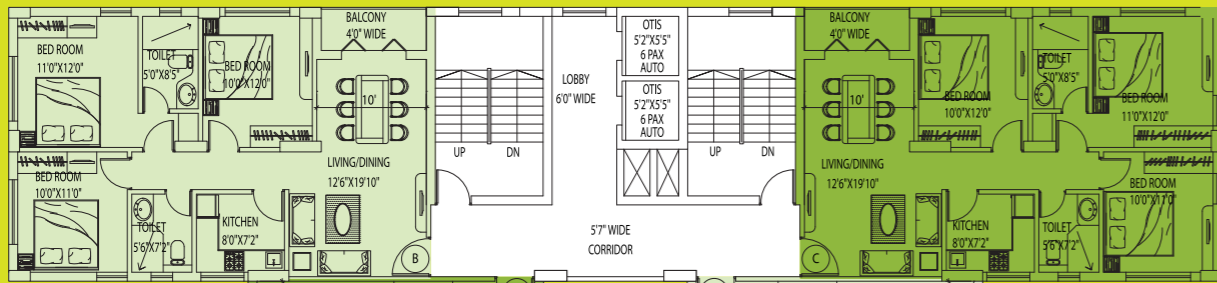 BED ROOM
11'0"X12'0"
TOILET
5'0"X8'5"
BED ROOM
10'0"X12'0"
BALCONY
4'0" WIDE
10'
LIVING/DINING
12'6"X19'10"
BED ROOM
10'0"X11'0"
TOILET
5'6"X7'2"
KITCHEN
8'0"X7'2"
B
UP
DN
LOBBY
6'0" WIDE
OTIS
5'2"X5'5"
6 PAX
AUTO
OTIS
5'2"X5'5"
6 PAX
AUTO
UP
DN
5'7" WIDE
CORRIDOR
BALCONY
4'0" WIDE
10'
LIVING/DINING
12'6"X19'10"
C
BED ROOM
10'0"X12'0"
TOILET
5'0"X8'5"
BED ROOM
11'0"X12'0"
KITCHEN
8'0"X7'2"
TOILET
5'6"X7'2"
BED ROOM
10'0"X11'0"